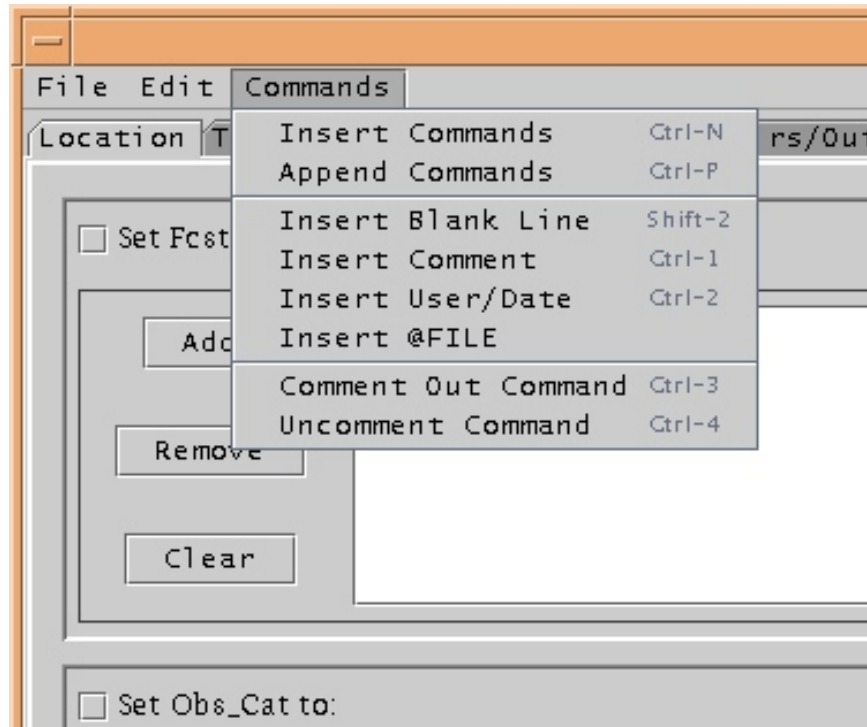 File Edit Commands
Location T rs/Out
Insert Commands Ctrl-N
Append Commands Ctrl-P
Insert Blank Line Shift-2
Set Fcst
Insert Comment Ctrl-1
Insert User/Date Ctrl-2
Add
Insert @FILE
Comment Out Command Ctrl-3
Uncomment Command Ctrl-4
Remove
Clear
Set Obs_Cat to: